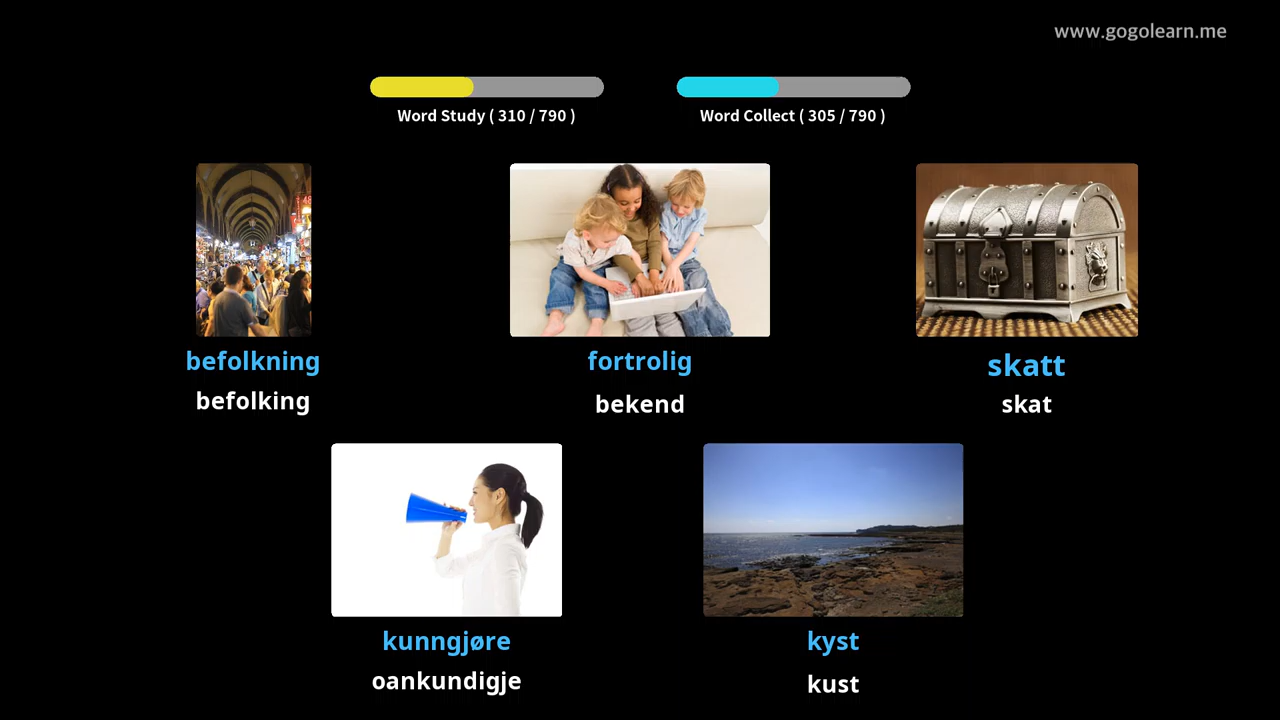 www.gogolearn.me
Word Study ( 310 / 790 )
Word Collect ( 305 / 790 )
befolkning
befolking
fortrolig
bekend
skatt
skat
kunngjøre
oankundigje
kyst
kust